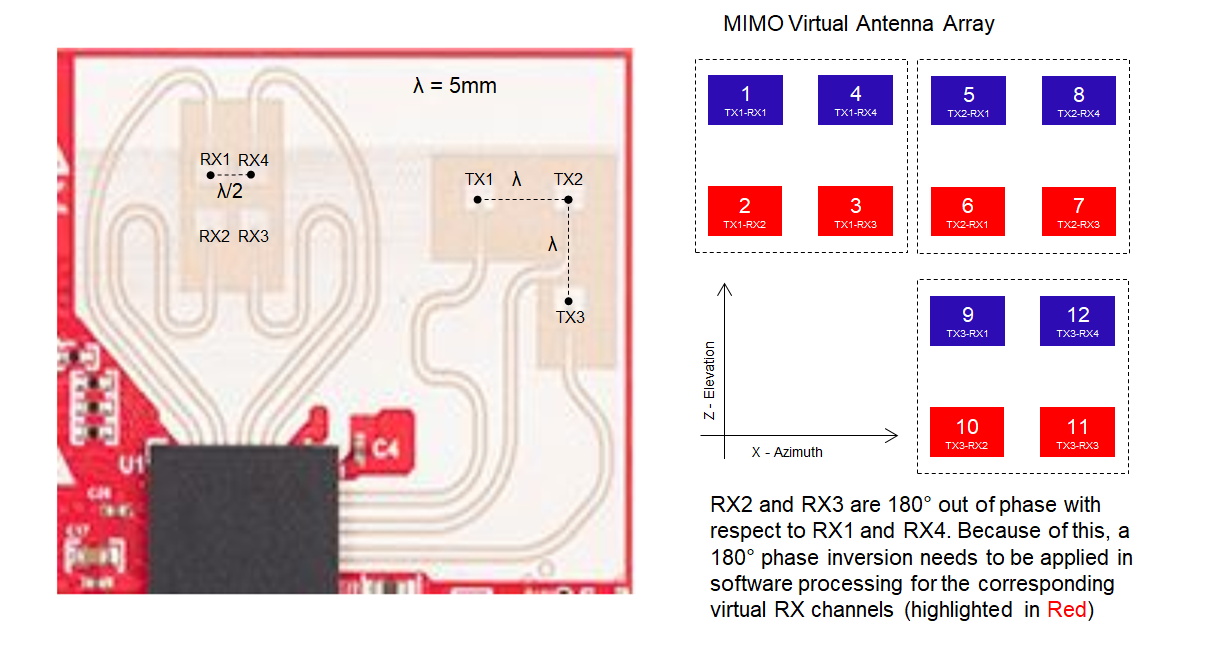 MIMO Virtual Antenna Array
λ = 5mm
RX1 RX4
λ/2
RX2 RX3
TX1 λ TX2
λ
TX3
U1
C4
1 4 5 8
TX1-RX1 TX1-RX4 TX2-RX1 TX2-RX4
2 3 6 7
TX1-RX2 TX1-RX3 TX2-RX1 TX2-RX3
9 12
TX3-RX1 TX3-RX4
10 11
TX3-RX2 TX3-RX3
Z - Elevation
X - Azimuth
RX2 and RX3 are 180° out of phase with
respect to RX1 and RX4. Because of this, a
180° phase inversion needs to be applied in
software processing for the corresponding
virtual RX channels (highlighted in Red)